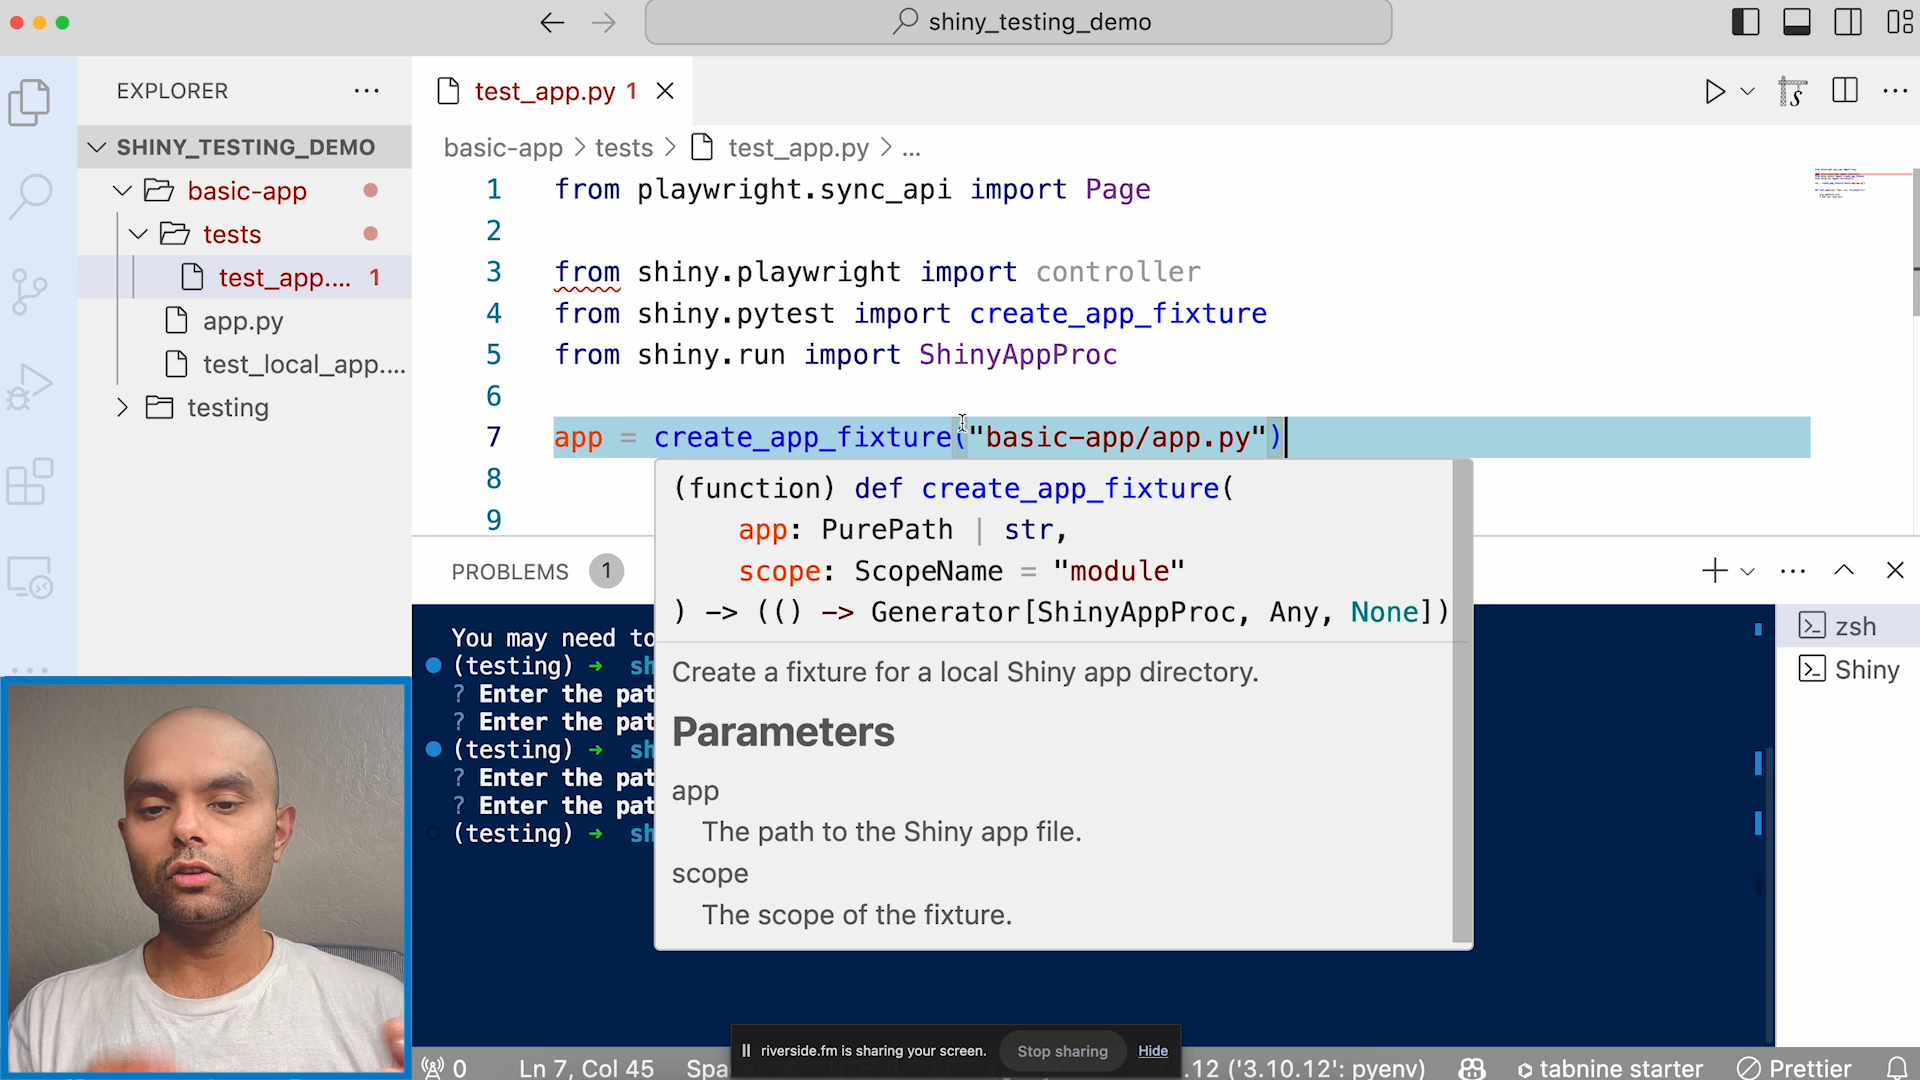 shiny_testing_demo
EXPLORER
SHINY_TESTING_DEMO
basic-app
tests
test_app.... 1
app.py
test_local_app....
testing
test_app.py 1
basic-app > tests > test_app.py > ...
1 from playwright.sync_api import Page
2
3 from shiny.playwright import controller
4 from shiny.pytest import create_app_fixture
5 from shiny.run import ShinyAppProc
6
7 app = create_app_fixture("basic-app/app.py")
8
9
(function) def create_app_fixture(
app: PurePath | str,
scope: ScopeName = "module"
) -> (() -> Generator[ShinyAppProc, Any, None])
Create a fixture for a local Shiny app directory.
Parameters
app
The path to the Shiny app file.
scope
The scope of the fixture.
PROBLEMS 1
You may need to
(testing) → sh
? Enter the pat
? Enter the pat
(testing) → sh
? Enter the pat
? Enter the pat
(testing) → sh
zsh
Shiny
riverside.fm is sharing your screen. Stop sharing Hide
0 Ln 7, Col 45 Spa .12 ('3.10.12': pyenv) tabnine starter Prettier